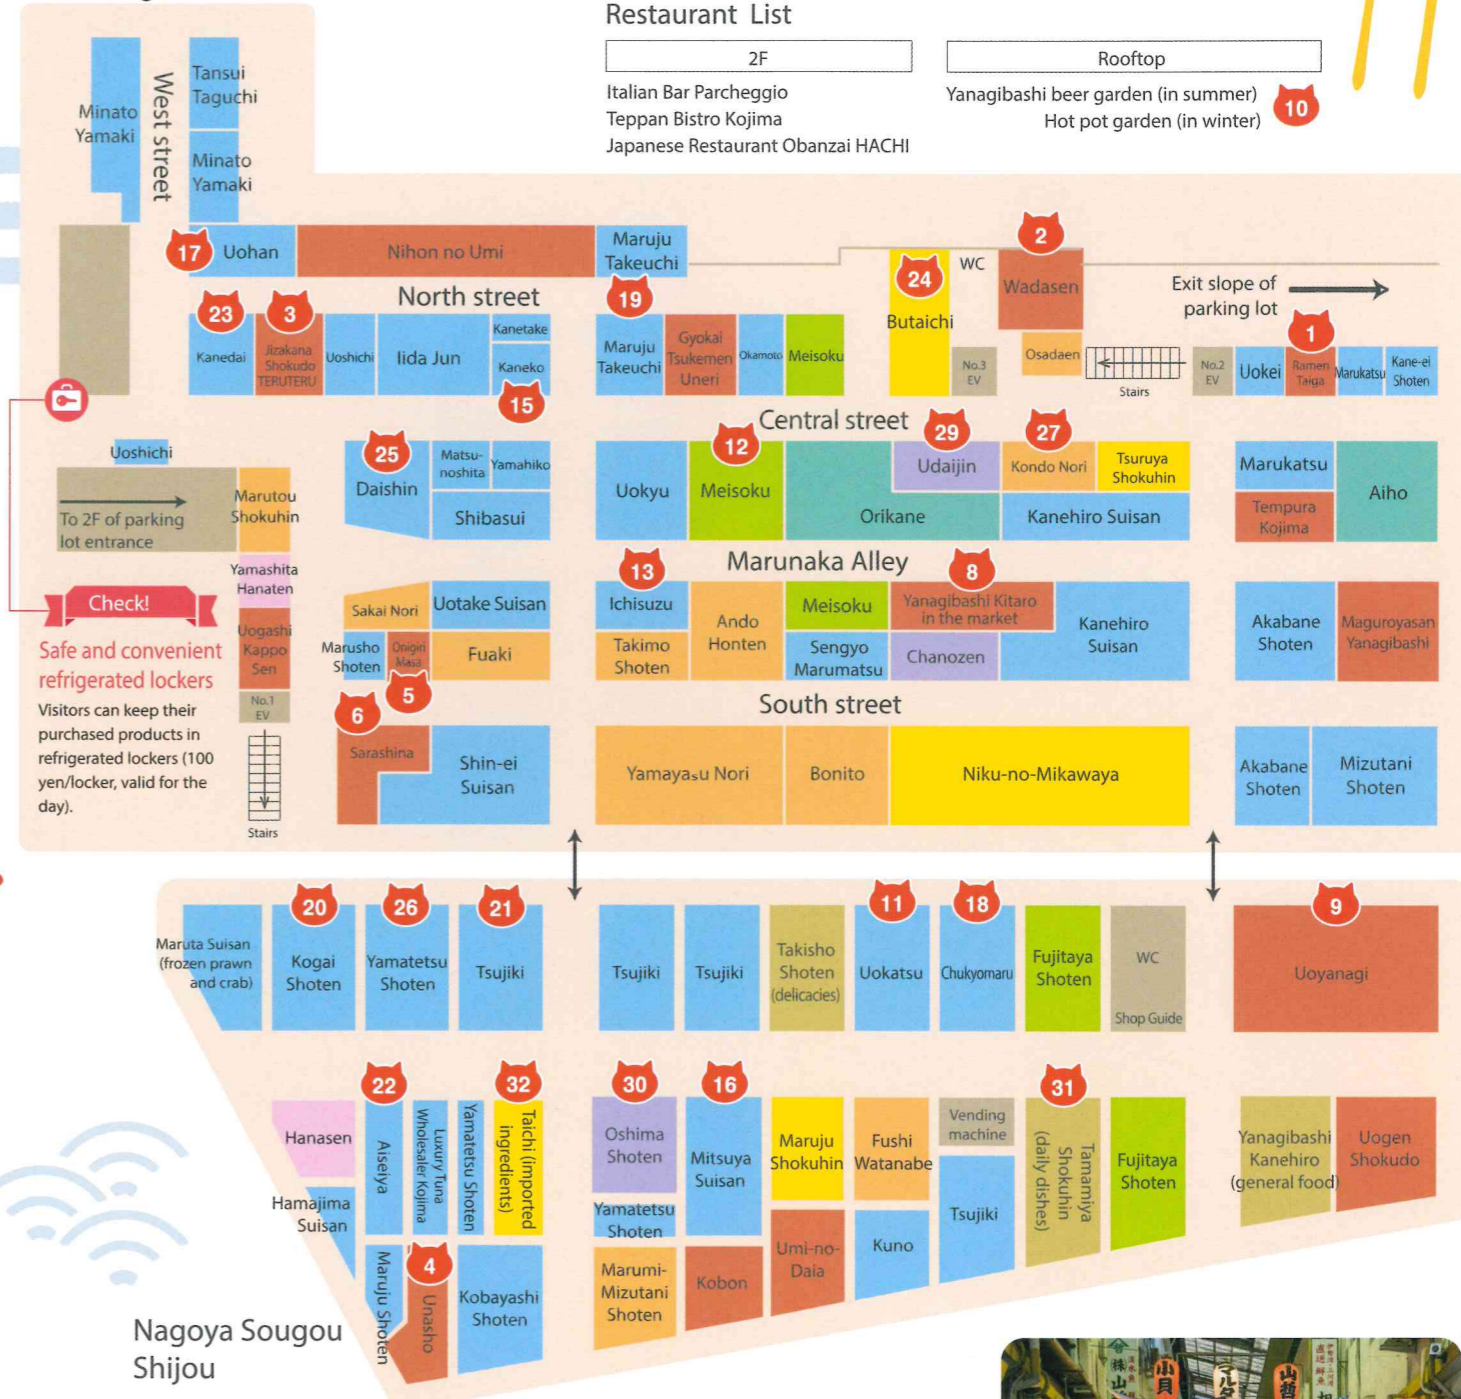 Restaurant List
2F
Italian Bar Parcheggio
Teppan Bistro Kojima
Japanese Restaurant Obanzai HACHI
Rooftop
Yanagibashi beer garden (in summer)
Hot pot garden (in winter)
10
Minato
Yamaki
West street
Tansui
Taguchi
Minato
Yamaki
17
Uohan
Nihon no Umi
Maruju
Takeuchi
24
Butaichi
WC
2
Wadasen
Exit slope of
parking lot
North street
23
Kanedai
3
Jizakana
Shokudo
TERUTERU
Uoshichi
Iida Jun
Kanetake
Kaneko
15
19
Maruju
Takeuchi
Gyokai
Tsukemen
Uneri
Okamoto
Meisoku
No.3
EV
Osadaen
Stairs
No.2
EV
Uokei
1
Ramen
Taiga
Marukatsu
Kane-ei
Shoten
Central street
Uoshichi
To 2F of parking
lot entrance
Marutou
Shokuhin
25
Daishin
Matsu-
noshita
Yamahiko
Shibasui
Uokyu
12
Meisoku
Orikane
29
Udaijin
27
Kondo Nori
Tsuruya
Shokuhin
Kanehiro Suisan
Marukatsu
Tempura
Kojima
Aiho
Marunaka Alley
Yamashita
Hanaten
Uogashi
Kappo
Sen
No.1
EV
Stairs
Check!
Safe and convenient
refrigerated lockers
Visitors can keep their
purchased products in
refrigerated lockers (100
yen/locker, valid for the
day).
Sakai Nori
Uotake Suisan
Marusho
Shoten
Onigiri
Masa
5
Fuaki
13
Ichisuzu
Takimo
Shoten
Ando
Honten
Meisoku
Sengyo
Marumatsu
8
Yanagibashi Kitaro
in the market
Chanozen
Kanehiro
Suisan
Akabane
Shoten
Maguroyasan
Yanagibashi
South street
6
Sarashina
Shin-ei
Suisan
Yamayasu Nori
Bonito
Niku-no-Mikawaya
Akabane
Shoten
Mizutani
Shoten
Maruta Suisan
(frozen prawn
and crab)
20
Kogai
Shoten
26
Yamatetsu
Shoten
21
Tsujiki
Tsujiki
Tsujiki
Takisho
Shoten
(delicacies)
11
Uokatsu
18
Chukyomaru
Fujitaya
Shoten
WC
Shop Guide
9
Uoyanagi
Hanasen
Hamajima
Suisan
22
Aiseiya
Luxury Tuna
Wholesaler Kojima
Yamatetsu Shoten
32
Taichi (imported
ingredients)
Maruju Shoten
4
Unasho
Kobayashi
Shoten
30
Oshima
Shoten
Yamatetsu
Shoten
Marumi-
Mizutani
Shoten
16
Mitsuya
Suisan
Kobon
Maruju
Shokuhin
Umi-no-
Daia
Fushi
Watanabe
Kuno
Vending
machine
Tsujiki
31
Tamamiya
Shokuhin
(daily dishes)
Fujitaya
Shoten
Yanagibashi
Kanehiro
(general food)
Uogen
Shokudo
Nagoya Sougou
Shijou
小貝